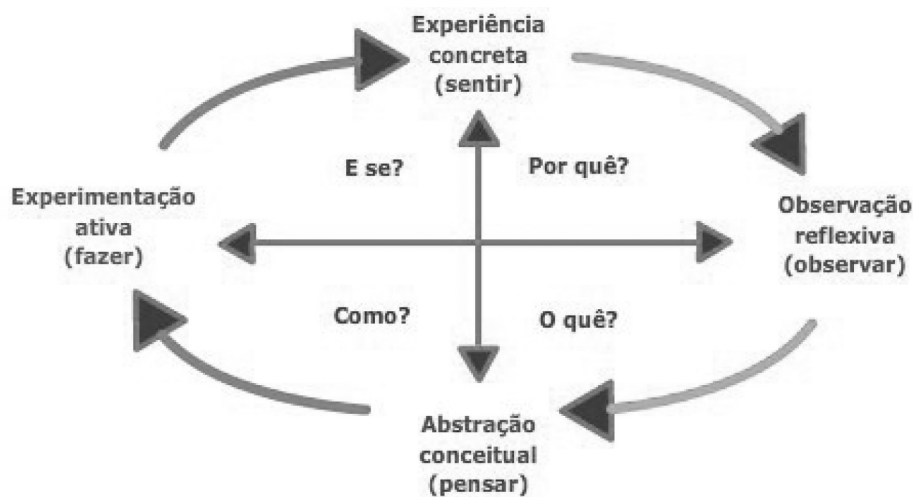 Experiência
concreta
(sentir)
E se?
Por quê?
Experimentação
ativa
(fazer)
Observação
reflexiva
(observar)
Como?
O quê?
Abstração
conceitual
(pensar)